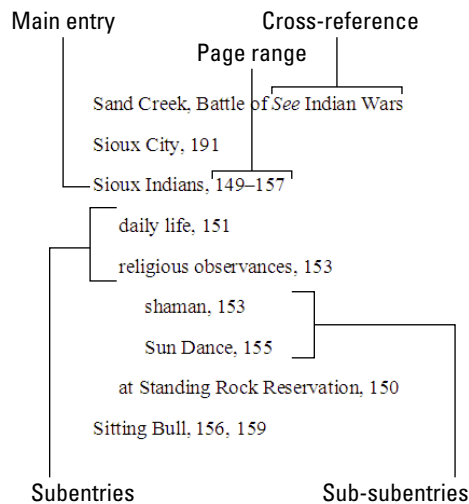 Main entry
Cross-reference
Page range
Sand Creek, Battle of See Indian Wars
Sioux City, 191
Sioux Indians, 149–157
daily life, 151
religious observances, 153
shaman, 153
Sun Dance, 155
at Standing Rock Reservation, 150
Sitting Bull, 156, 159
Subentries
Sub-subentries